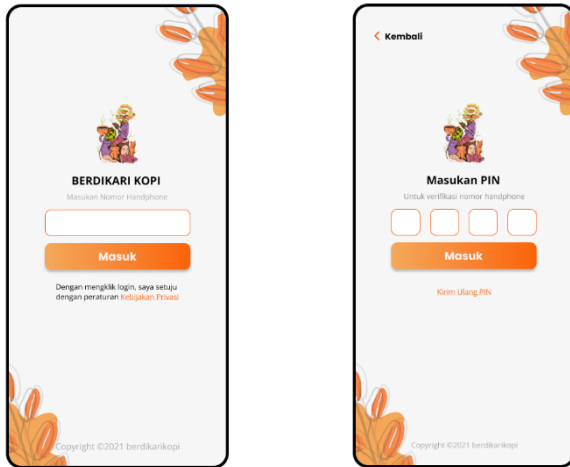 BERDIKARI KOPI
Masukan Nomor Handphone
Masuk
Dengan mengklik login, saya setuju
dengan peraturan Kebijakan Privasi
Copyright ©2021 berdikarikopi
Kembali
Masukan PIN
Untuk verifikasi nomor handphone
Masuk
Kirim Ulang PIN
Copyright ©2021 berdikarikopi